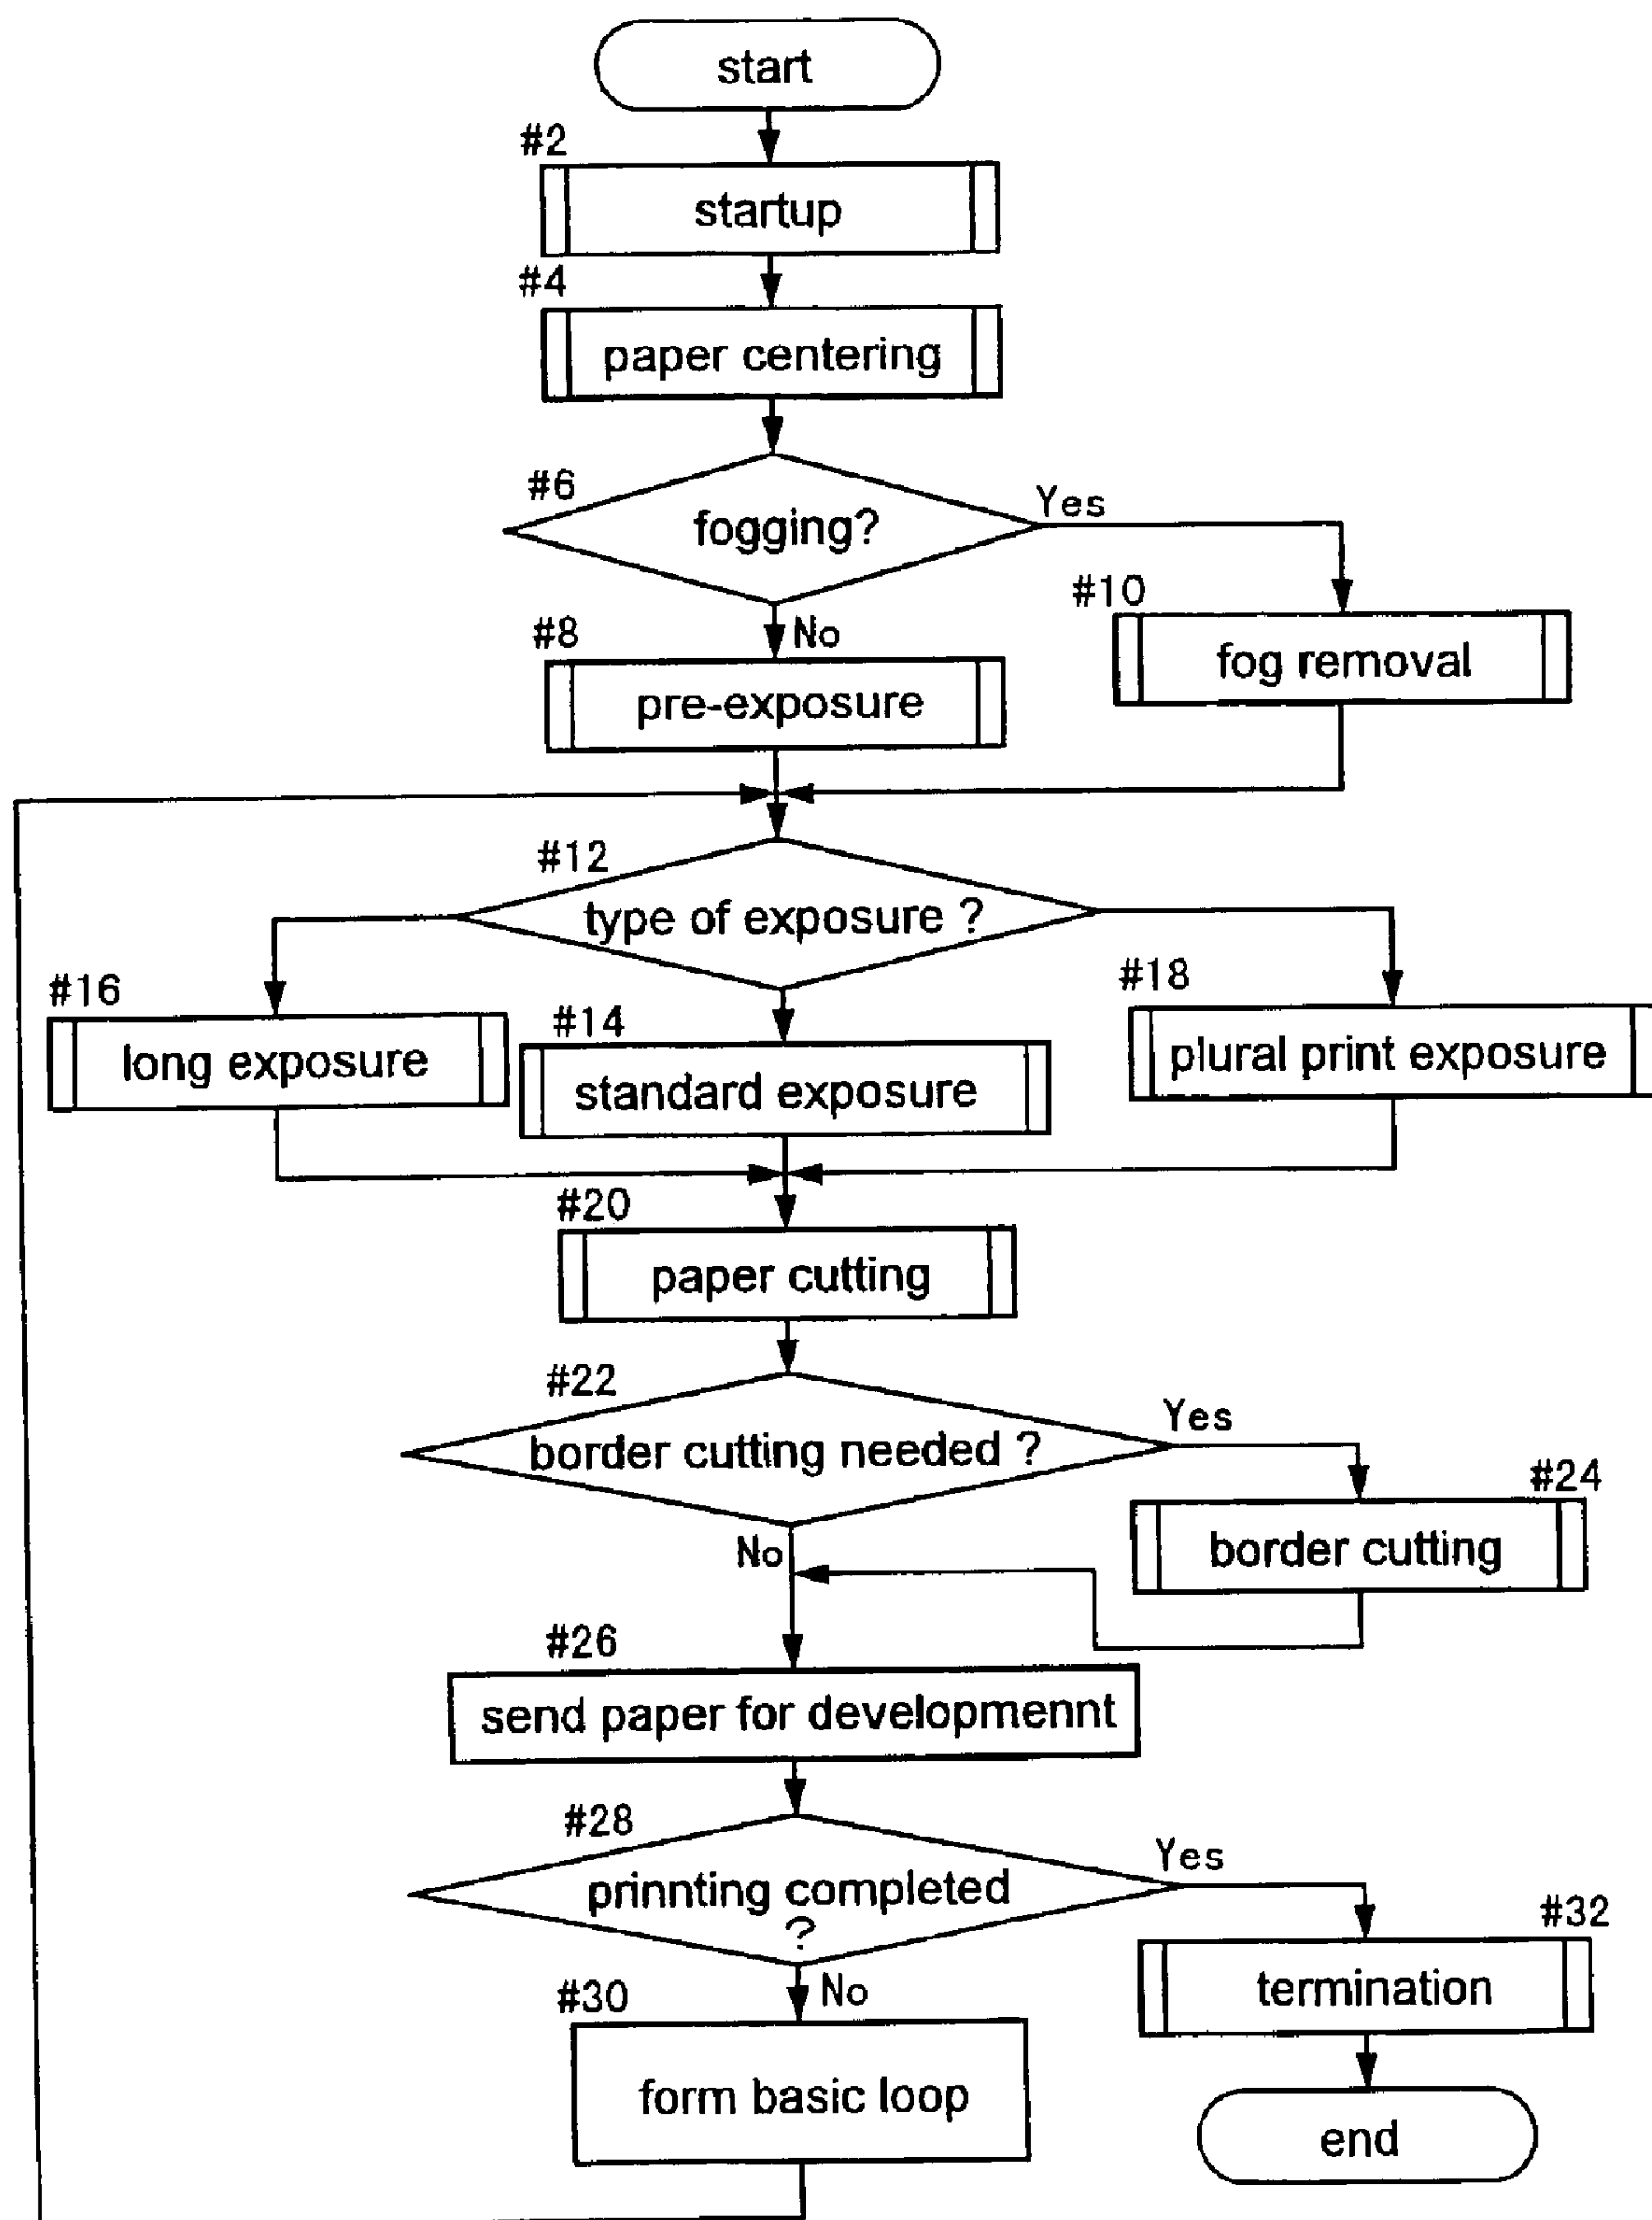 start
#2
startup
#4
paper centering
#6
fogging?
Yes
#10
fog removal
No
#8
pre-exposure
#12
type of exposure ?
#16
long exposure
#14
standard exposure
#18
plural print exposure
#20
paper cutting
#22
border cutting needed ?
Yes
#24
border cutting
No
#26
send paper for developmennt
#28
prinnting completed
?
Yes
#32
termination
No
#30
form basic loop
end